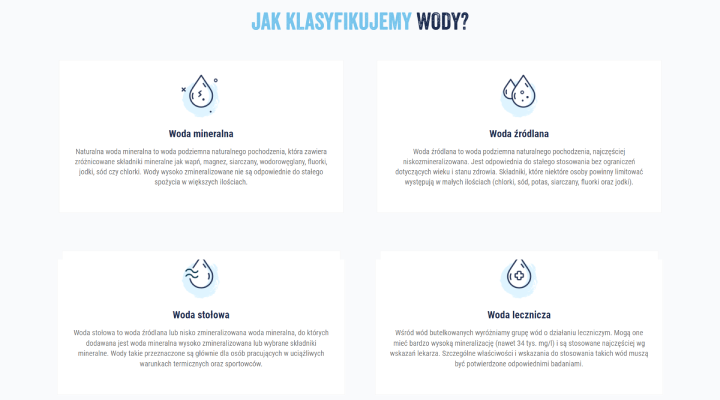 JAK KLASYFIKUJEMY WODY?
Woda mineralna
Naturalna woda mineralna to woda podziemna naturalnego pochodzenia, która zawiera
zróżnicowane składniki mineralne jak wapń, magnez, siarczany, wodorowęglany, fluorki,
jodki, sód czy chlorki. Wody wysoko zmineralizowane nie są odpowiednie do stałego
spożycia w większych ilościach.
Woda źródlana
Woda źródlana to woda podziemna naturalnego pochodzenia, najczęściej
niskozmineralizowana. Jest odpowiednia do stałego stosowania bez ograniczeń
dotyczących wieku i stanu zdrowia. Składniki, które niektóre osoby powinny limitować
występują w małych ilościach (chlorki, sód, potas, siarczany, fluorki oraz jodki).
Woda stołowa
Woda stołowa to woda źródlana lub nisko zmineralizowana woda mineralna, do których
dodawana jest woda mineralna wysoko zmineralizowana lub wybrane składniki
mineralne. Wody takie przeznaczone są głównie dla osób pracujących w uciążliwych
warunkach termicznych oraz sportowców.
Woda lecznicza
Wśród wód butelkowanych wyróżniamy grupę wód o działaniu leczniczym. Mogą one
mieć bardzo wysoką mineralizację (nawet 34 tys. mg/l) i są stosowane najczęściej wg
wskazań lekarza. Szczególne właściwości i wskazania do stosowania takich wód muszą
być potwierdzone odpowiednimi badaniami.